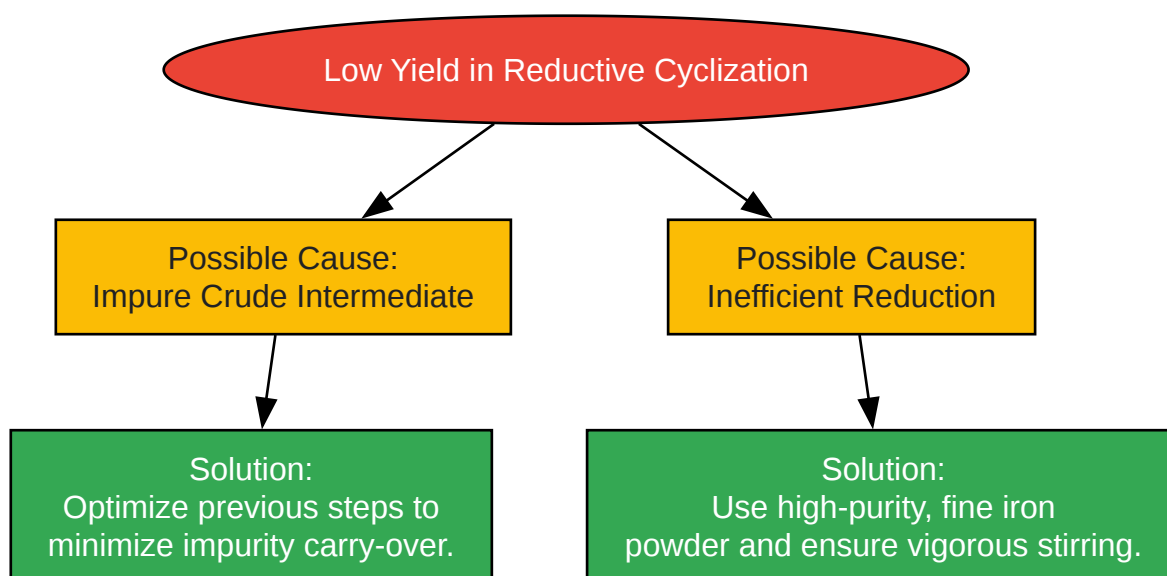 Low Yield in Reductive Cyclization
Possible Cause:
Impure Crude Intermediate
Possible Cause:
Inefficient Reduction
Solution:
Optimize previous steps to
minimize impurity carry-over.
Solution:
Use high-purity, fine iron
powder and ensure vigorous stirring.